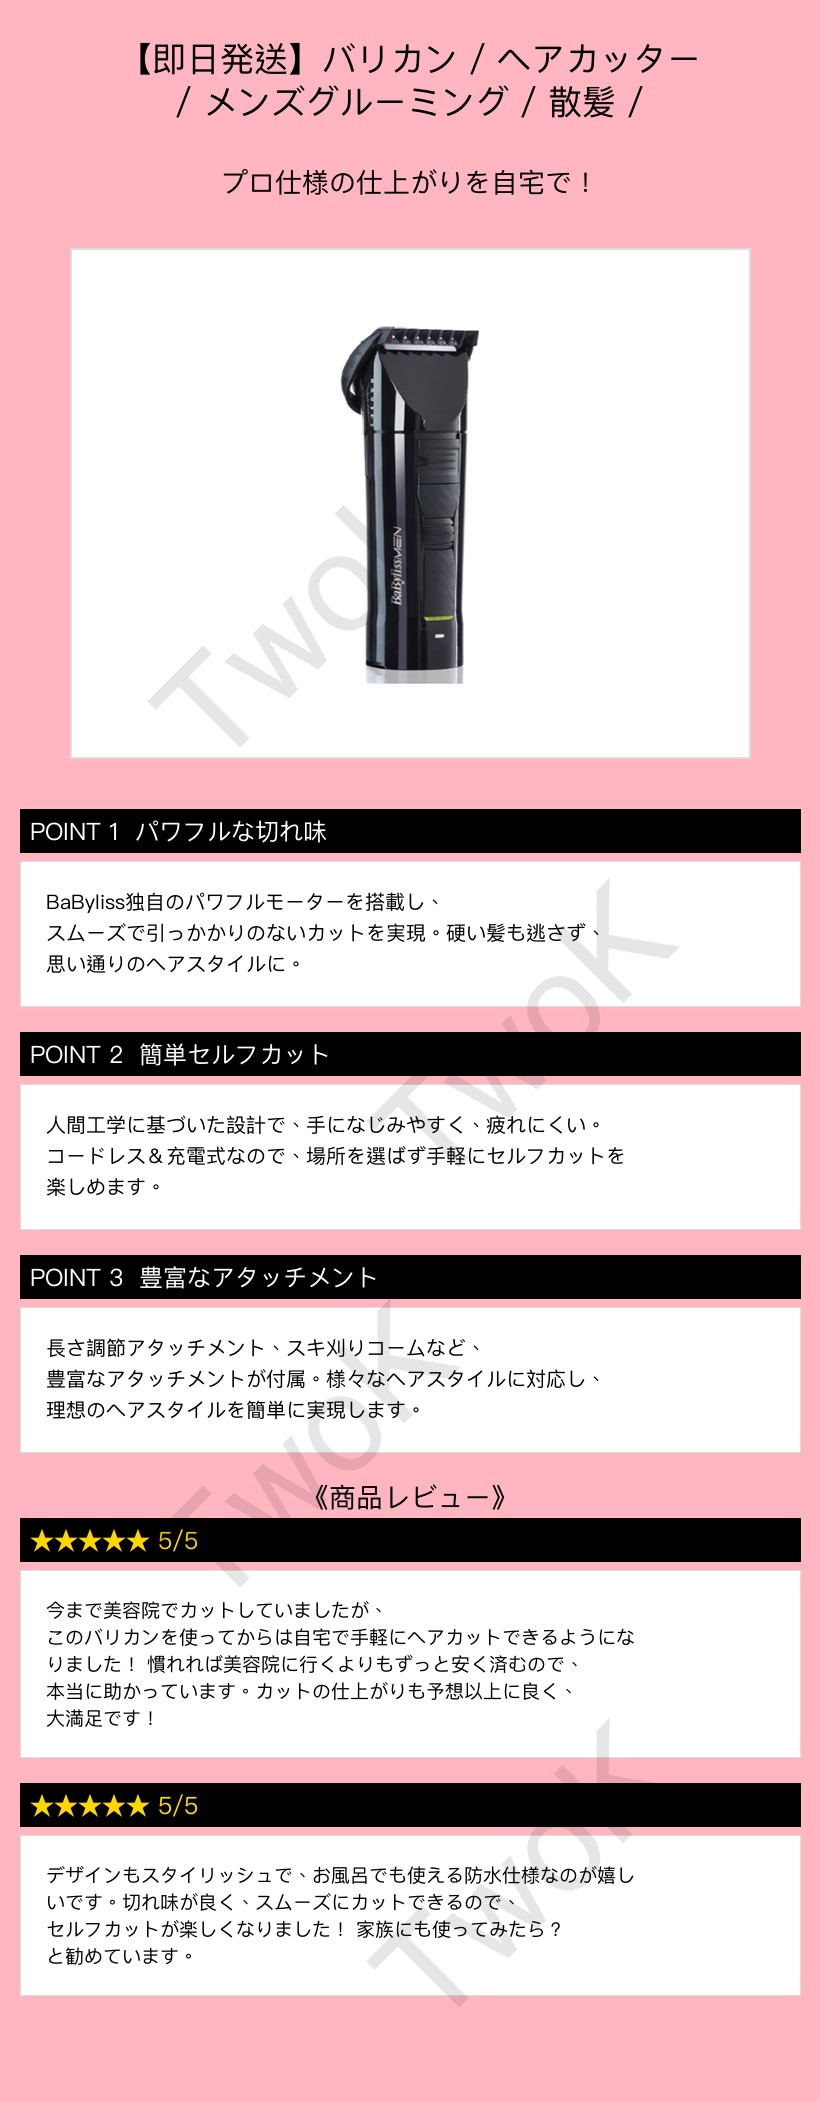 【即日発送】バリカン / ヘアカッター
/ メンズグルーミング / 散髪 /
プロ仕様の仕上がりを自宅で！
BaBylissMEN
TwoK
POINT 1 パワフルな切れ味
BaByliss独自のパワフルモーターを搭載し、
スムーズで引っかかりのないカットを実現。硬い髪も逃さず、
思い通りのヘアスタイルに。
TwoK
POINT 2 簡単セルフカット
人間工学に基づいた設計で、手になじみやすく、疲れにくい。
コードレス＆充電式なので、場所を選ばず手軽にセルフカットを
楽しめます。
POINT 3 豊富なアタッチメント
長さ調節アタッチメント、スキ刈りコームなど、
豊富なアタッチメントが付属。様々なヘアスタイルに対応し、
理想のヘアスタイルを簡単に実現します。
TwoK
《商品レビュー》
★★★★★ 5/5
今まで美容院でカットしていましたが、
このバリカンを使ってからは自宅で手軽にヘアカットできるようにな
りました！ 慣れれば美容院に行くよりもずっと安く済むので、
本当に助かっています。カットの仕上がりも予想以上に良く、
大満足です！
★★★★★ 5/5
デザインもスタイリッシュで、お風呂でも使える防水仕様なのが嬉し
いです。切れ味が良く、スムーズにカットできるので、
セルフカットが楽しくなりました！ 家族にも使ってみたら？
と勧めています。
TwoK